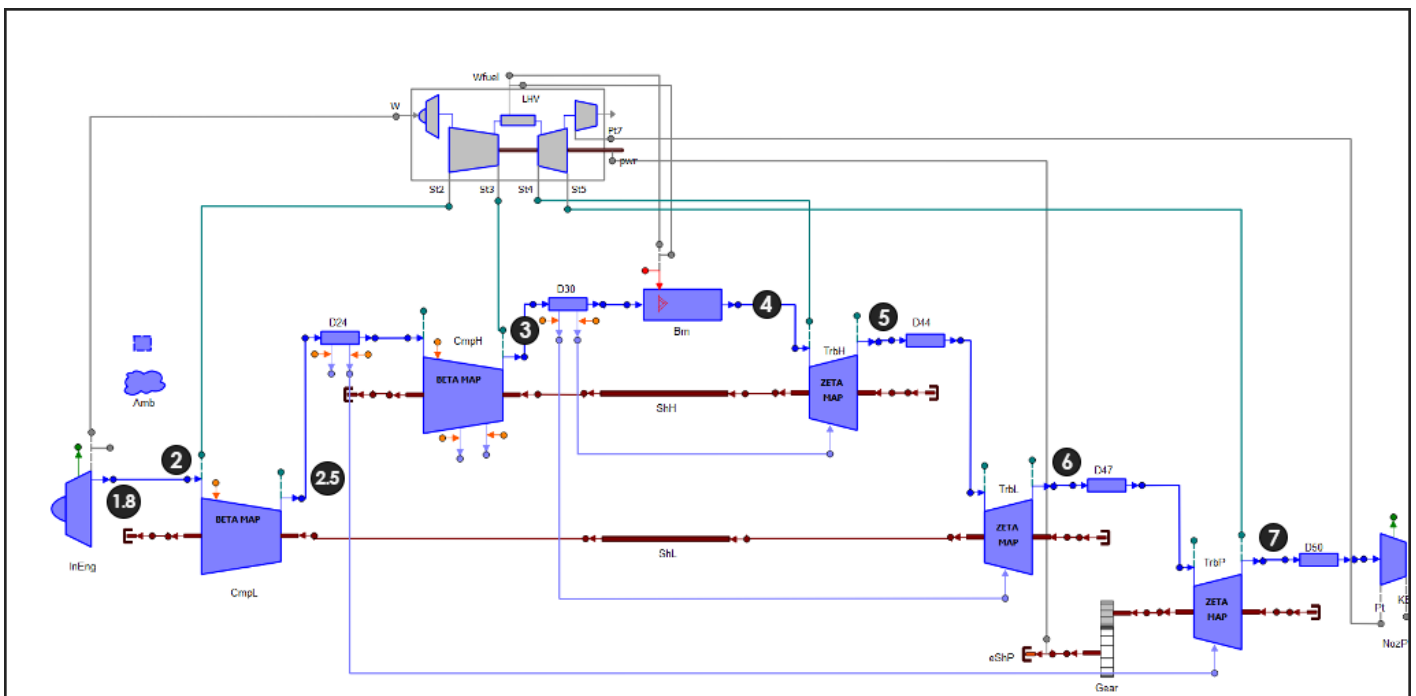 Wfuel
LHV
W
Pt7
pwr
St2
St3
St4
St5
D30
4
Brn
D24
3
5
D44
CmpH
TrbH
BETA MAP
ZETA
MAP
Amb
ShH
2
2.5
6
D47
1.8
TrbL
BETA MAP
ZETA
MAP
InEng
ShL
CmpL
7
D50
TrbP
ZETA
MAP
Pt
NozP
eShP
Gear